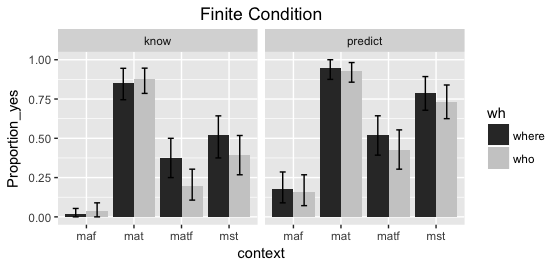 Finite Condition
know
predict
Proportion_yes
1.00
0.75
0.50
0.25
0.00
maf mat matf mst
maf mat matf mst
context
wh
where
who